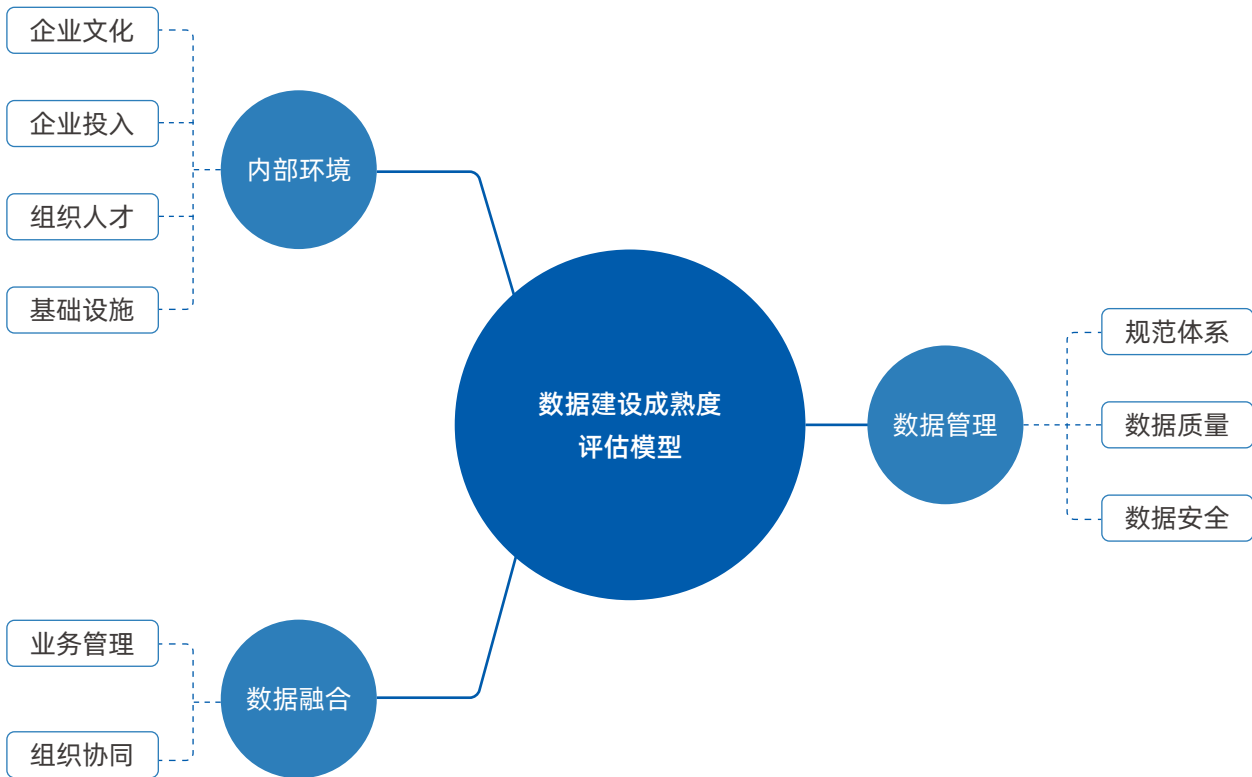 企业文化
企业投入
组织人才
基础设施
内部环境
数据建设成熟度
评估模型
数据管理
规范体系
数据质量
数据安全
业务管理
组织协同
数据融合